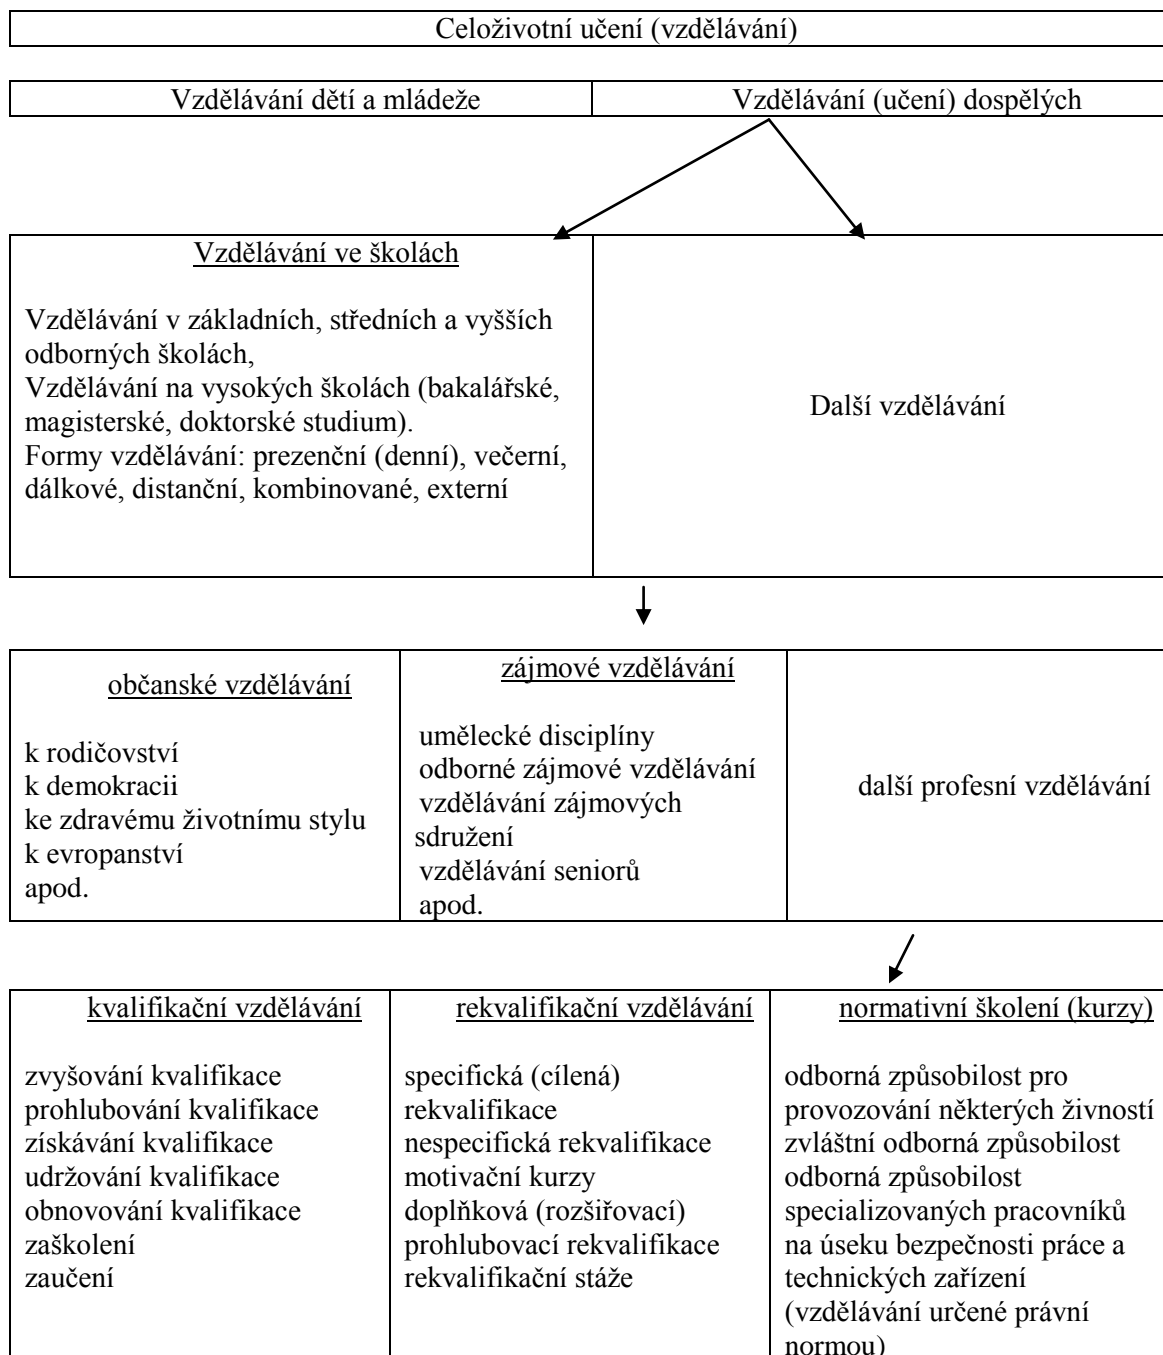 Celoživotní učení (vzdělávání)
Vzdělávání dětí a mládeže
Vzdělávání (učení) dospělých
Vzdělávání ve školách
Vzdělávání v základních, středních a vyšších
odborných školách,
Vzdělávání na vysokých školách (bakalářské,
magisterské, doktorské studium).
Formy vzdělávání: prezenční (denní), večerní,
dálkové, distanční, kombinované, externí
Další vzdělávání
občanské vzdělávání
k rodičovství
k demokracii
ke zdravému životnímu stylu
k evropanství
apod.
zájmové vzdělávání
umělecké disciplíny
odborné zájmové vzdělávání
vzdělávání zájmových
sdružení
vzdělávání seniorů
apod.
další profesní vzdělávání
kvalifikační vzdělávání
zvyšování kvalifikace
prohlubování kvalifikace
získávání kvalifikace
udržování kvalifikace
obnovování kvalifikace
zaškolení
zaučení
rekvalifikační vzdělávání
specifická (cílená)
rekvalifikace
nespecifická rekvalifikace
motivační kurzy
doplňková (rozšiřovací)
prohlubovací rekvalifikace
rekvalifikační stáže
normativní školení (kurzy)
odborná způsobilost pro
provozování některých živností
zvláštní odborná způsobilost
odborná způsobilost
specializovaných pracovníků
na úseku bezpečnosti práce a
technických zařízení
(vzdělávání určené právní
normou)